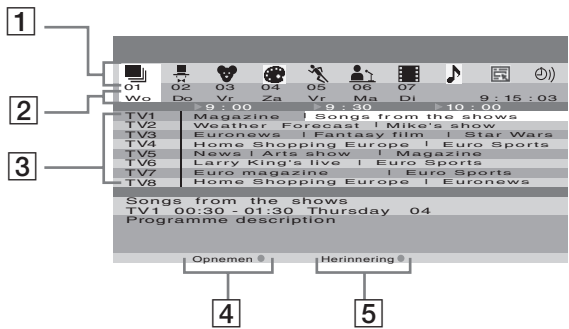 1
01 02 03 04 05 06 07
2
Wo Do Vr Za Vr Ma Di 9 : 15 : 03
9 : 00 9 : 30 10 : 00
3
TV1 Magazine Songs from the shows
TV2 Weather Forecast Mike's show
TV3 Euronews Fantasy film Star Wars
TV4 Home Shopping Europe Euro Sports
TV5 News Arts show Magazine
TV6 Larry King's live Euro Sports
TV7 Euro magazine Euro Sports
TV8 Home Shopping Europe Euronews
Songs from the shows
TV1 00:30 - 01:30 Thursday 04
Programme description
Opnemen Herinnering
4 5